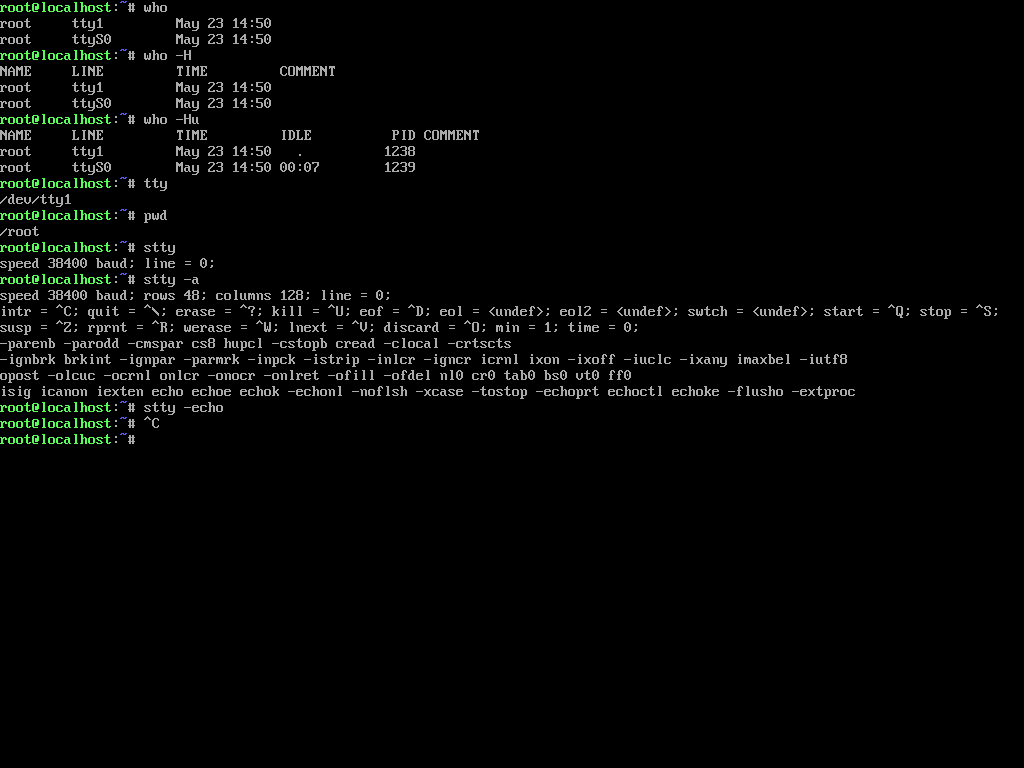 root@localhost:~# who
root     tty1         May 23 14:50
root     ttyS0        May 23 14:50
root@localhost:~# who -H
NAME     LINE         TIME         COMMENT
root     tty1         May 23 14:50
root     ttyS0        May 23 14:50
root@localhost:~# who -Hu
NAME     LINE         TIME         IDLE          PID COMMENT
root     tty1         May 23 14:50   .          1238
root     ttyS0        May 23 14:50 00:07        1239
root@localhost:~# tty
/dev/tty1
root@localhost:~# pwd
/root
root@localhost:~# stty
speed 38400 baud; line = 0;
root@localhost:~# stty -a
speed 38400 baud; rows 48; columns 128; line = 0;
intr = ^C; quit = ^\; erase = ^?; kill = ^U; eof = ^D; eol = <undef>; eol2 = <undef>; swtch = <undef>; start = ^Q; stop = ^S;
susp = ^Z; rprnt = ^R; werase = ^W; lnext = ^V; discard = ^O; min = 1; time = 0;
-parenb -parodd -cmspar cs8 hupcl -cstopb cread -clocal -crtscts
-ignbrk brkint -ignpar -parmrk -inpck -istrip -inlcr -igncr icrnl ixon -ixoff -iuclc -ixany imaxbel -iutf8
opost -olcuc -ocrnl onlcr -onocr -onlret -ofill -ofdel nl0 cr0 tab0 bs0 vt0 ff0
isig icanon iexten echo echoe echok -echonl -noflsh -xcase -tostop -echoprt echoctl echoke -flusho -extproc
root@localhost:~# stty -echo
root@localhost:~# ^C
root@localhost:~#